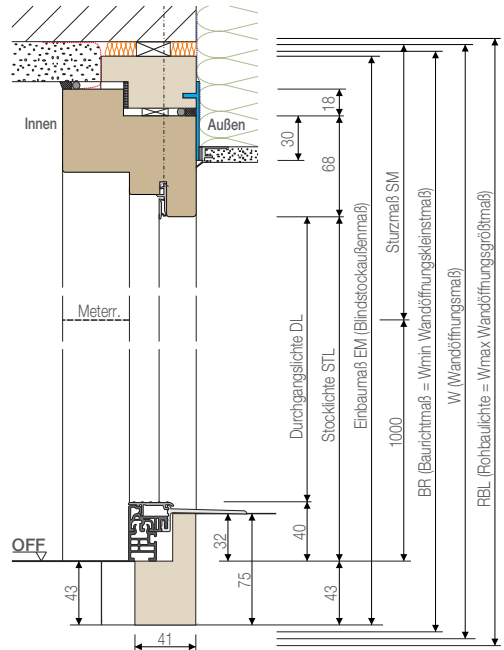 Innen
Außen
18
30
68
Sturzmaß SM
Meterr.
Durchgangslichte DL
Stocklichte STL
Einbaumaß EM (Blindstockaußenmaß)
1000
BR (Baurichtmaß = Wmin Wandöffnungskleinstmaß)
W (Wandöffnungsmaß)
RBL (Rohbaulichte = Wmax Wandöffnungsgrößtmaß)
OFF
32
40
43
75
43
41